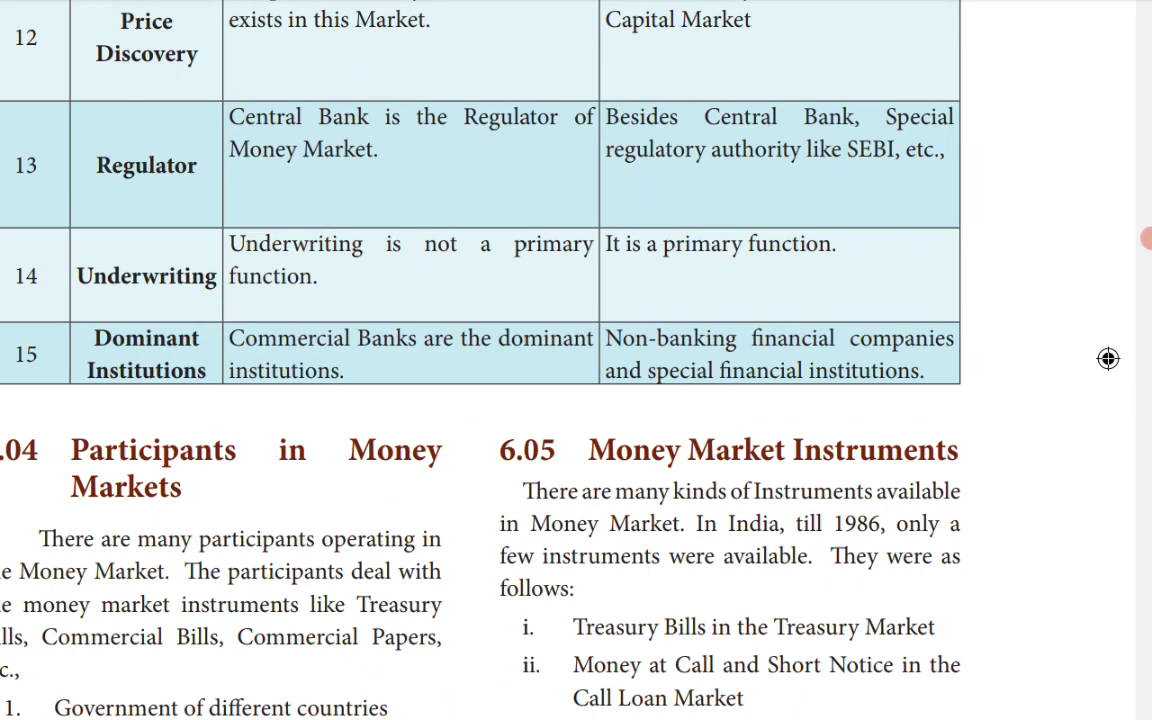 12
Price
Discovery
exists in this Market.
Capital Market
13
Regulator
Central Bank is the Regulator of
Money Market.
Besides Central Bank, Special
regulatory authority like SEBI, etc.,
14
Underwriting
Underwriting is not a primary
function.
It is a primary function.
15
Dominant
Institutions
Commercial Banks are the dominant
institutions.
Non-banking financial companies
and special financial institutions.
.04 Participants in Money
Markets
There are many participants operating in
e Money Market. The participants deal with
e money market instruments like Treasury
lls, Commercial Bills, Commercial Papers,
c.,
1. Government of different countries
6.05 Money Market Instruments
There are many kinds of Instruments available
in Money Market. In India, till 1986, only a
few instruments were available. They were as
follows:
i. Treasury Bills in the Treasury Market
ii. Money at Call and Short Notice in the
Call Loan Market